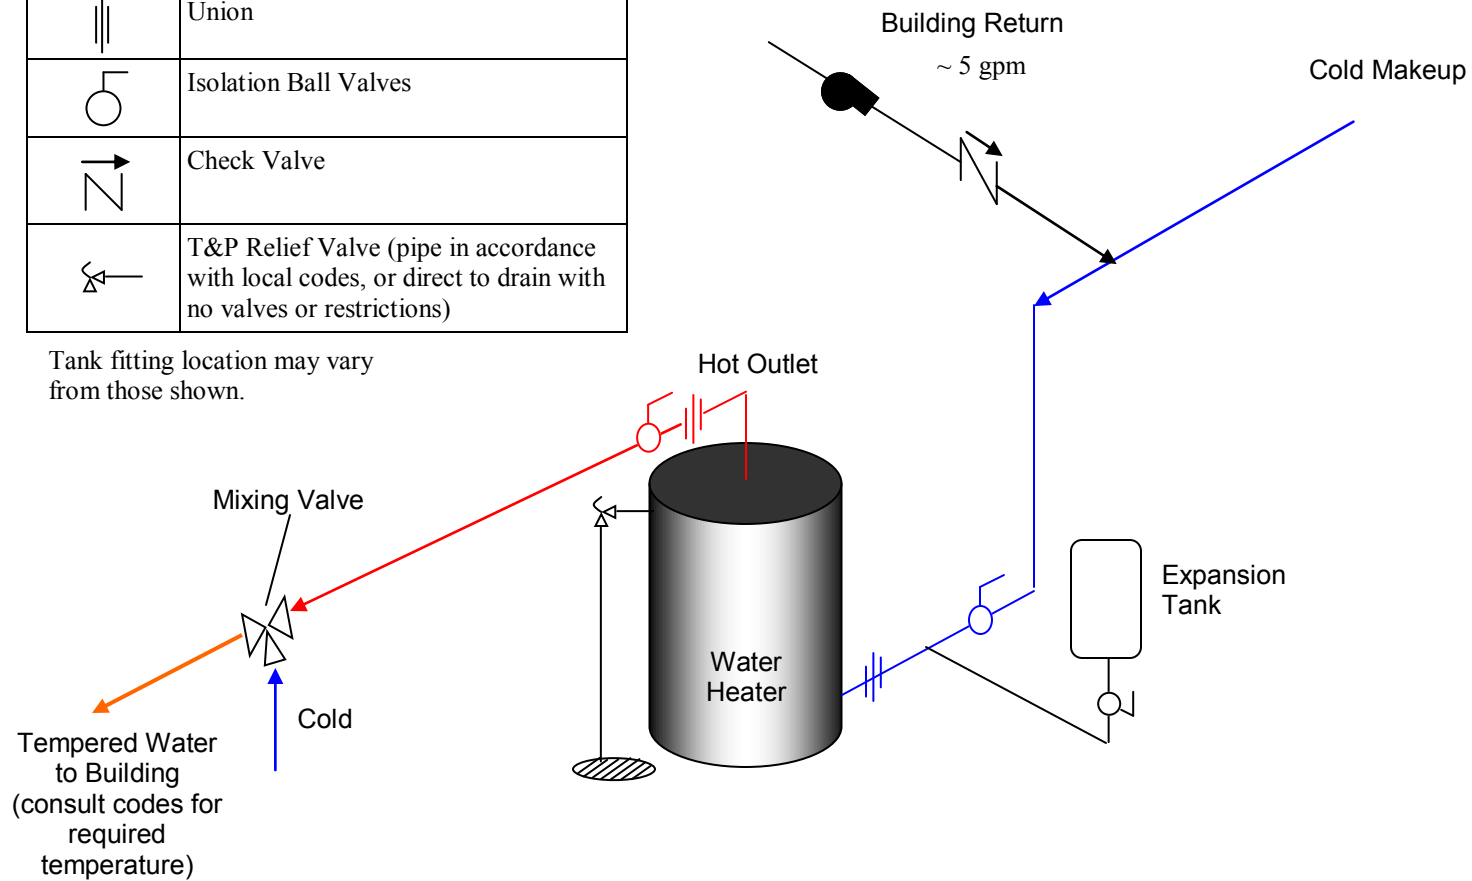 Union
Isolation Ball Valves
Check Valve
T&P Relief Valve (pipe in accordance
with local codes, or direct to drain with
no valves or restrictions)
Tank fitting location may vary
from those shown.
Building Return
~ 5 gpm
Cold Makeup
Hot Outlet
Mixing Valve
Expansion
Tank
Water
Heater
Cold
Tempered Water
to Building
(consult codes for
required
temperature)